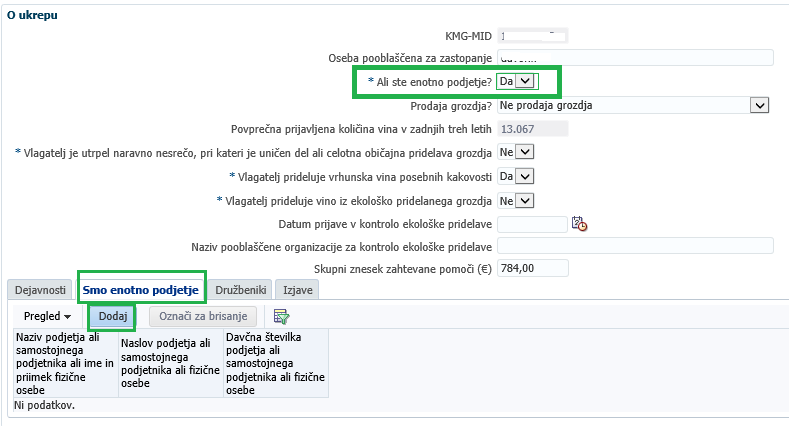 O ukrepu
KMG-MID
Oseba pooblaščena za zastopanje
* Ali ste enotno podjetje? Da
Prodaja grozdja? Ne prodaja grozdja
Povprečna prijavljena količina vina v zadnjih treh letih 13.067
* Vlagatelj je utrpel naravno nesrečo, pri kateri je uničen del ali celotna običajna pridelava grozdja Ne
* Vlagatelj prideluje vrhunska vina posebnih kakovosti Da
* Vlagatelj prideluje vino iz ekološko pridelanega grozdja Ne
Datum prijave v kontrolo ekološke pridelave
Naziv pooblaščene organizacije za kontrolo ekološke pridelave
Skupni znesek zahtevane pomoči (€) 784,00
Dejavnosti Smo enotno podjetje Družbeniki Izjave
Pregled Dodaj Označi za brisanje
Naziv podjetja ali
samostojnega
podjetnika ali ime in
priimek fizične
osebe
Naslov podjetja ali
samostojnega
podjetnika ali fizične
osebe
Davčna številka
podjetja ali
samostojnega
podjetnika ali fizične
osebe
Ni podatkov.